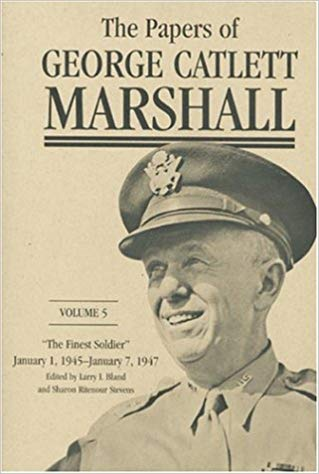 The Papers of
GEORGE CATLETT
MARSHALL
VOLUME 5
"The Finest Soldier"
January 1, 1945–January 7, 1947
Edited by Larry I. Bland
and Sharon Ritenour Stevens